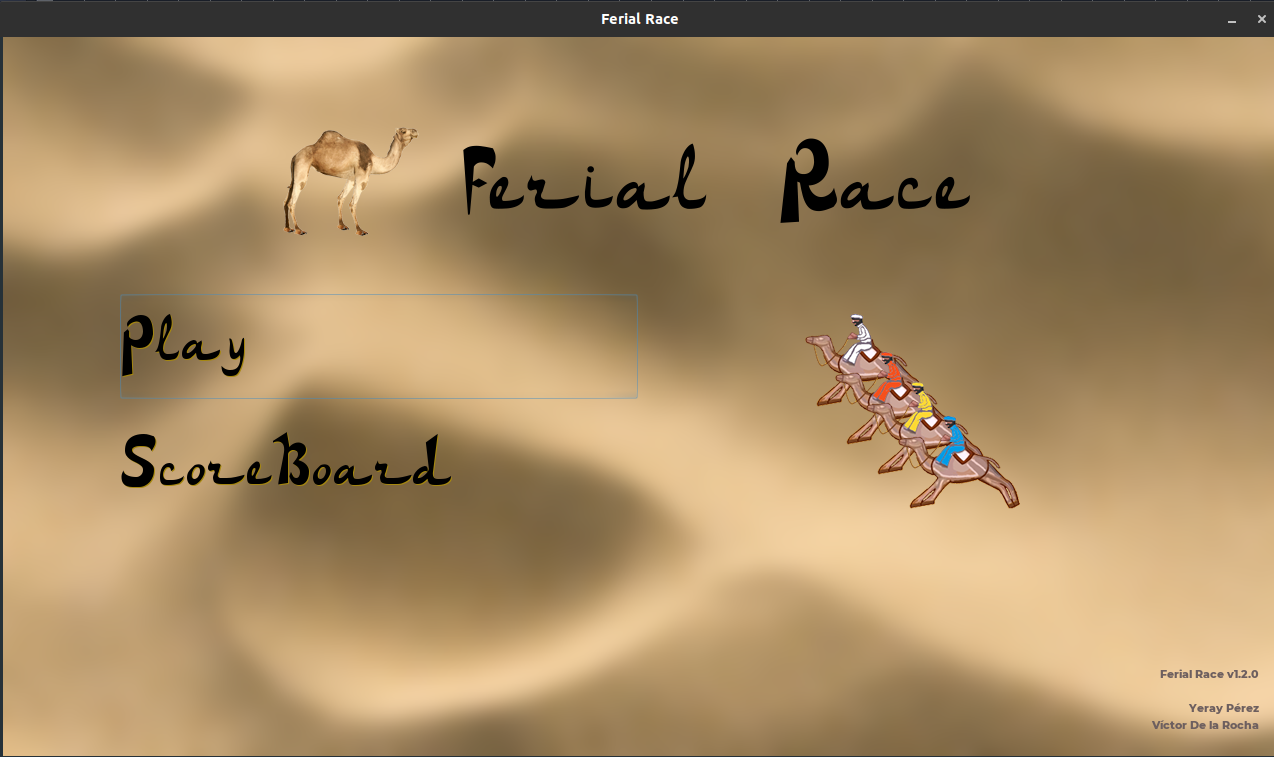 Ferial Race
Ferial Race
Play
ScoreBoard
Ferial Race v1.2.0
Yeray Pérez
Víctor De la Rocha